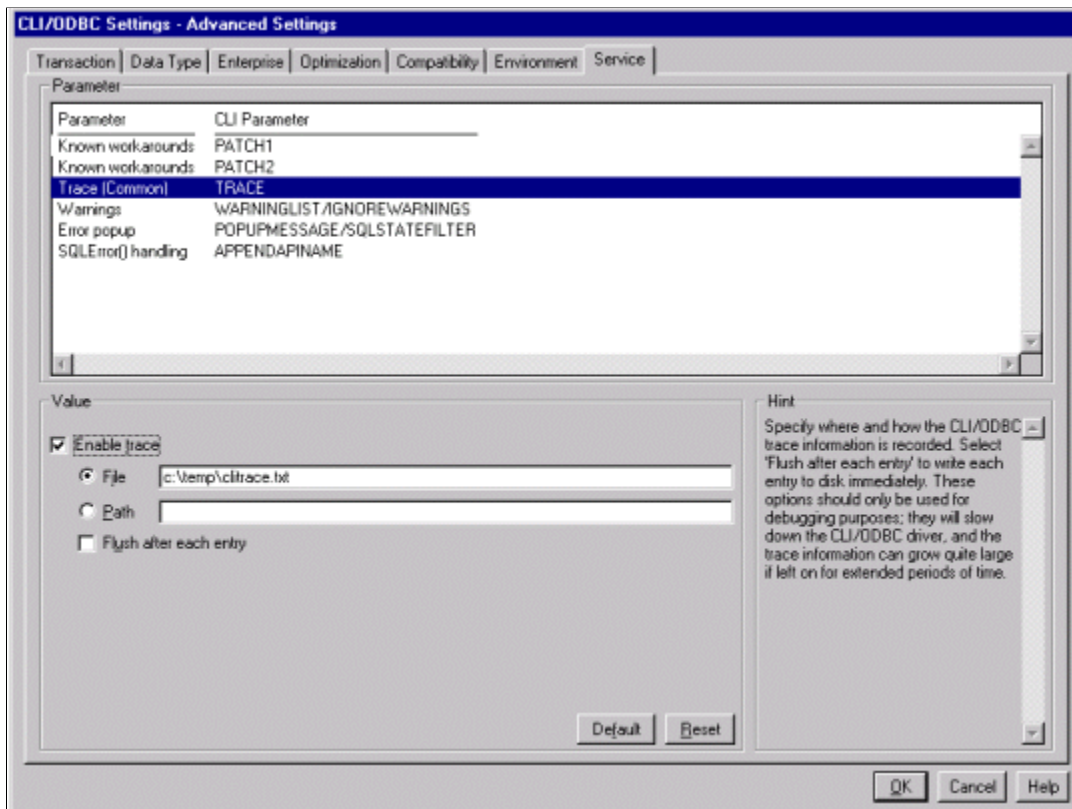 CLI/ODBC Settings - Advanced Settings
Transaction Data Type Enterprise Optimization Compatibility Environment Service
Parameter
Parameter CLI Parameter
Known workarounds PATCH1
Known workarounds PATCH2
Trace (Common) TRACE
Warnings WARNINGLIST/IGNOREWARNINGS
Error popup POPUPMESSAGE/SQLSTATEFILTER
SQLError() handling APPENDAPINAME
Value
Enable trace
File c:\temp\clitrace.txt
Path
Flush after each entry
Default Reset
Hint
Specify where and how the CLI/ODBC
trace information is recorded. Select
'Flush after each entry' to write each
entry to disk immediately. These
options should only be used for
debugging purposes; they will slow
down the CLI/ODBC driver, and the
trace information can grow quite large
if left on for extended periods of time.
OK Cancel Help